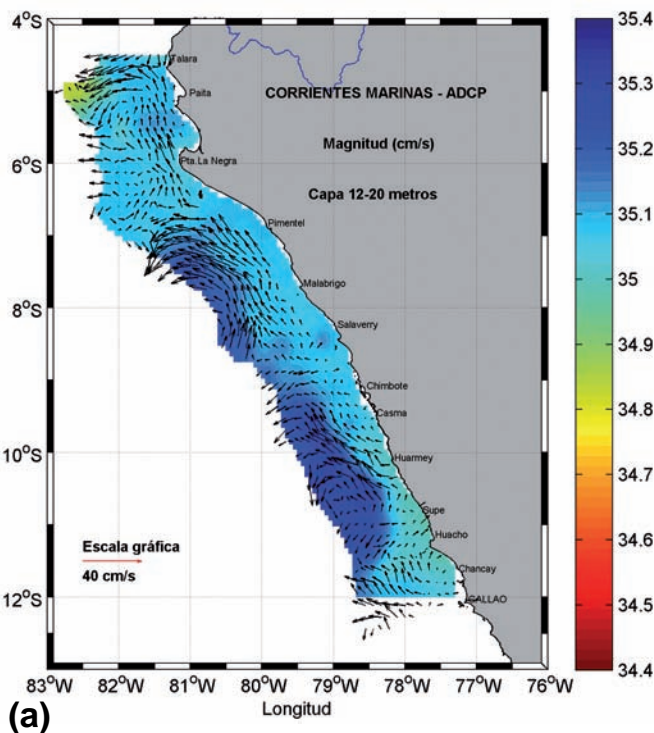 4°S
6°S
8°S
10°S
12°S
83°W 82°W 81°W 80°W 79°W 78°W 77°W 76°W
Longitud
CORRIENTES MARINAS - ADCP
Magnitud (cm/s)
Capa 12-20 metros
Talara
Paita
Pta.La Negra
Pimentel
Malabrigo
Salaverry
Chimbote
Casma
Huarmey
Supe
Huacho
Chancay
CALLAO
Escala gráfica
40 cm/s
35.4
35.3
35.2
35.1
35
34.9
34.8
34.7
34.6
34.5
34.4
(a)